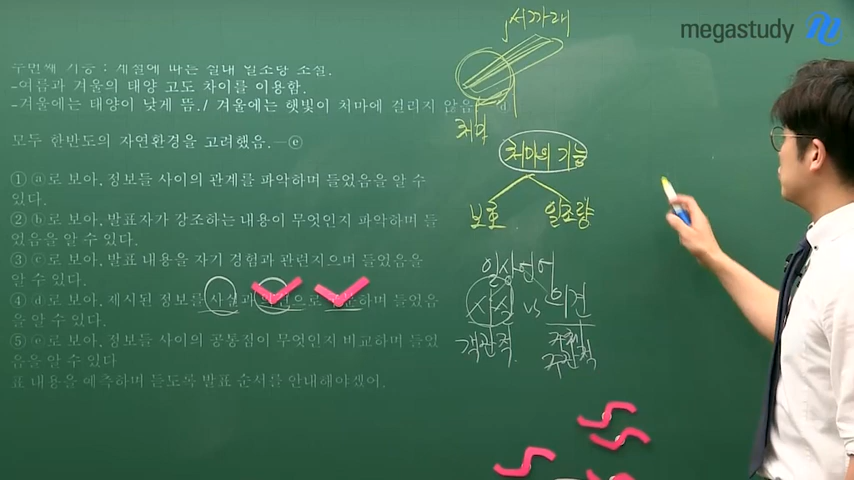 megastudy
서까래
두번째 기능 : 계절에 따른 실내 일조량 조절.
-여름과 겨울의 태양 고도 차이를 이용함.
-겨울에는 태양이 낮게 뜸./ 겨울에는 햇빛이 처마에 걸리지 않음
처마
모두 한반도의 자연환경을 고려했음. -ⓔ
처마의 기능
① ⓐ로 보아, 정보들 사이의 관계를 파악하며 들었음을 알 수
있다.
② ⓑ로 보아, 발표자가 강조하는 내용이 무엇인지 파악하며 들
었음을 알 수 있다.
보호 일조량
③ ⓒ로 보아, 발표 내용을 자기 경험과 관련지으며 들었음을
알 수 있다.
일상언어
④ ⓓ로 보아, 제시된 정보를 사실과 의견으로 구분하며 들었음
을 알 수 있다.
사실 vs 의견
⑤ ⓔ로 보아, 정보들 사이의 공통점이 무엇인지 비교하며 들었
음을 알 수 있다
객관적 주관적
표 내용을 예측하며 듣도록 발표 순서를 안내해야겠어.